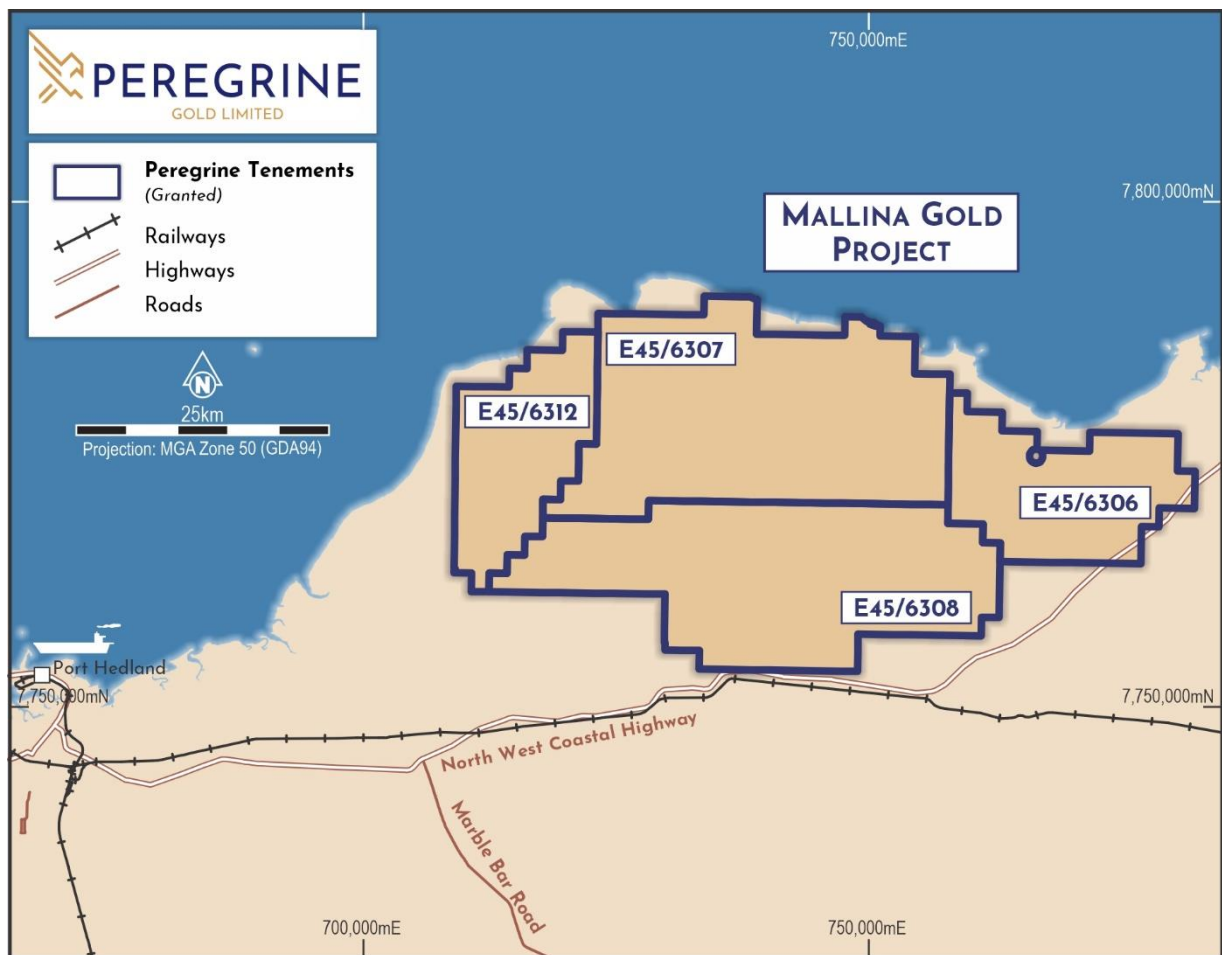 750,000mE
PEREGRINE
GOLD LIMITED
Peregrine Tenements
(Granted)
Railways
Highways
Roads
7,800,000mN
MALLINA GOLD
PROJECT
N
25km
Projection: MGA Zone 50 (GDA94)
E45/6307
E45/6312
E45/6306
E45/6308
Port Hedland
7,750,000mN
7,750,000mN
North West Coastal Highway
Marble Bar Road
700,000mE
750,000mE